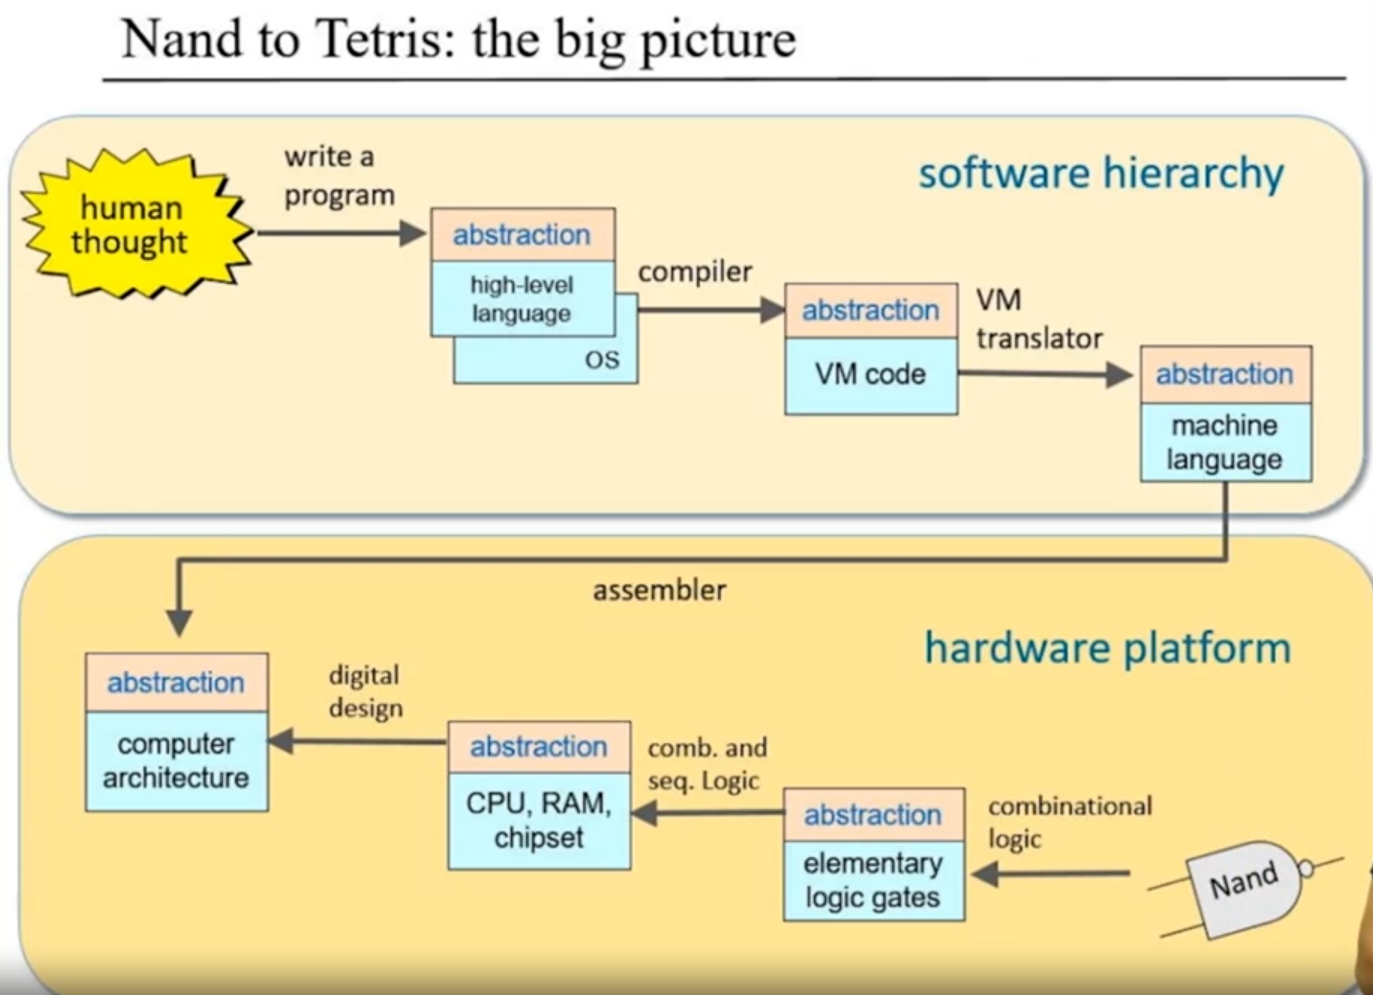 Nand to Tetris: the big picture
software hierarchy
human
thought
write a
program
abstraction
high-level
language
OS
compiler
abstraction
VM code
VM
translator
abstraction
machine
language
assembler
hardware platform
abstraction
computer
architecture
digital
design
abstraction
CPU, RAM,
chipset
comb. and
seq. Logic
abstraction
elementary
logic gates
combinational
logic
Nand